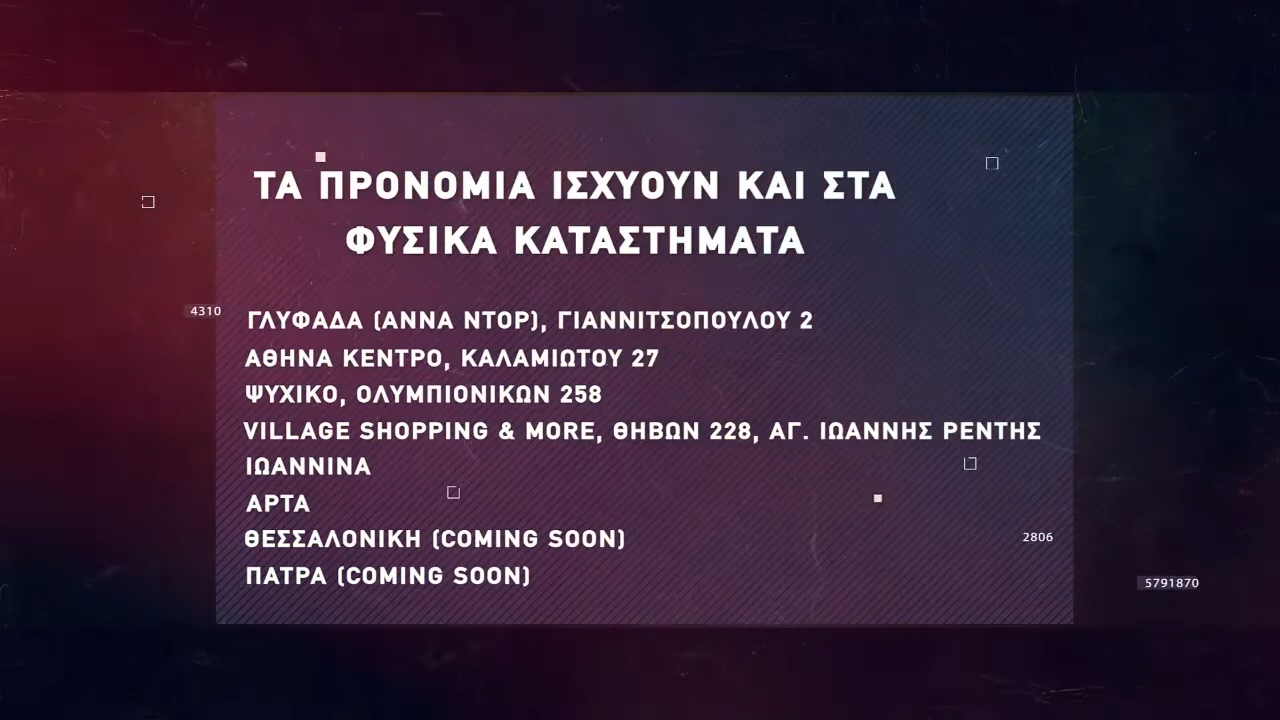 ΤΑ ΠΡΟΝΟΜΙΑ ΙΣΧΥΟΥΝ ΚΑΙ ΣΤΑ
ΦΥΣΙΚΑ ΚΑΤΑΣΤΗΜΑΤΑ
4310
ΓΛΥΦΑΔΑ (ΑΝΝΑ ΝΤΟΡ), ΓΙΑΝΝΙΤΣΟΠΟΥΛΟΥ 2
ΑΘΗΝΑ ΚΕΝΤΡΟ, ΚΑΛΑΜΙΩΤΟΥ 27
ΨΥΧΙΚΟ, ΟΛΥΜΠΙΟΝΙΚΩΝ 258
VILLAGE SHOPPING & MORE, ΘΗΒΩΝ 228, ΑΓ. ΙΩΑΝΝΗΣ ΡΕΝΤΗΣ
ΙΩΑΝΝΙΝΑ
ΑΡΤΑ
ΘΕΣΣΑΛΟΝΙΚΗ (COMING SOON)
2806
ΠΑΤΡΑ (COMING SOON)
5791870